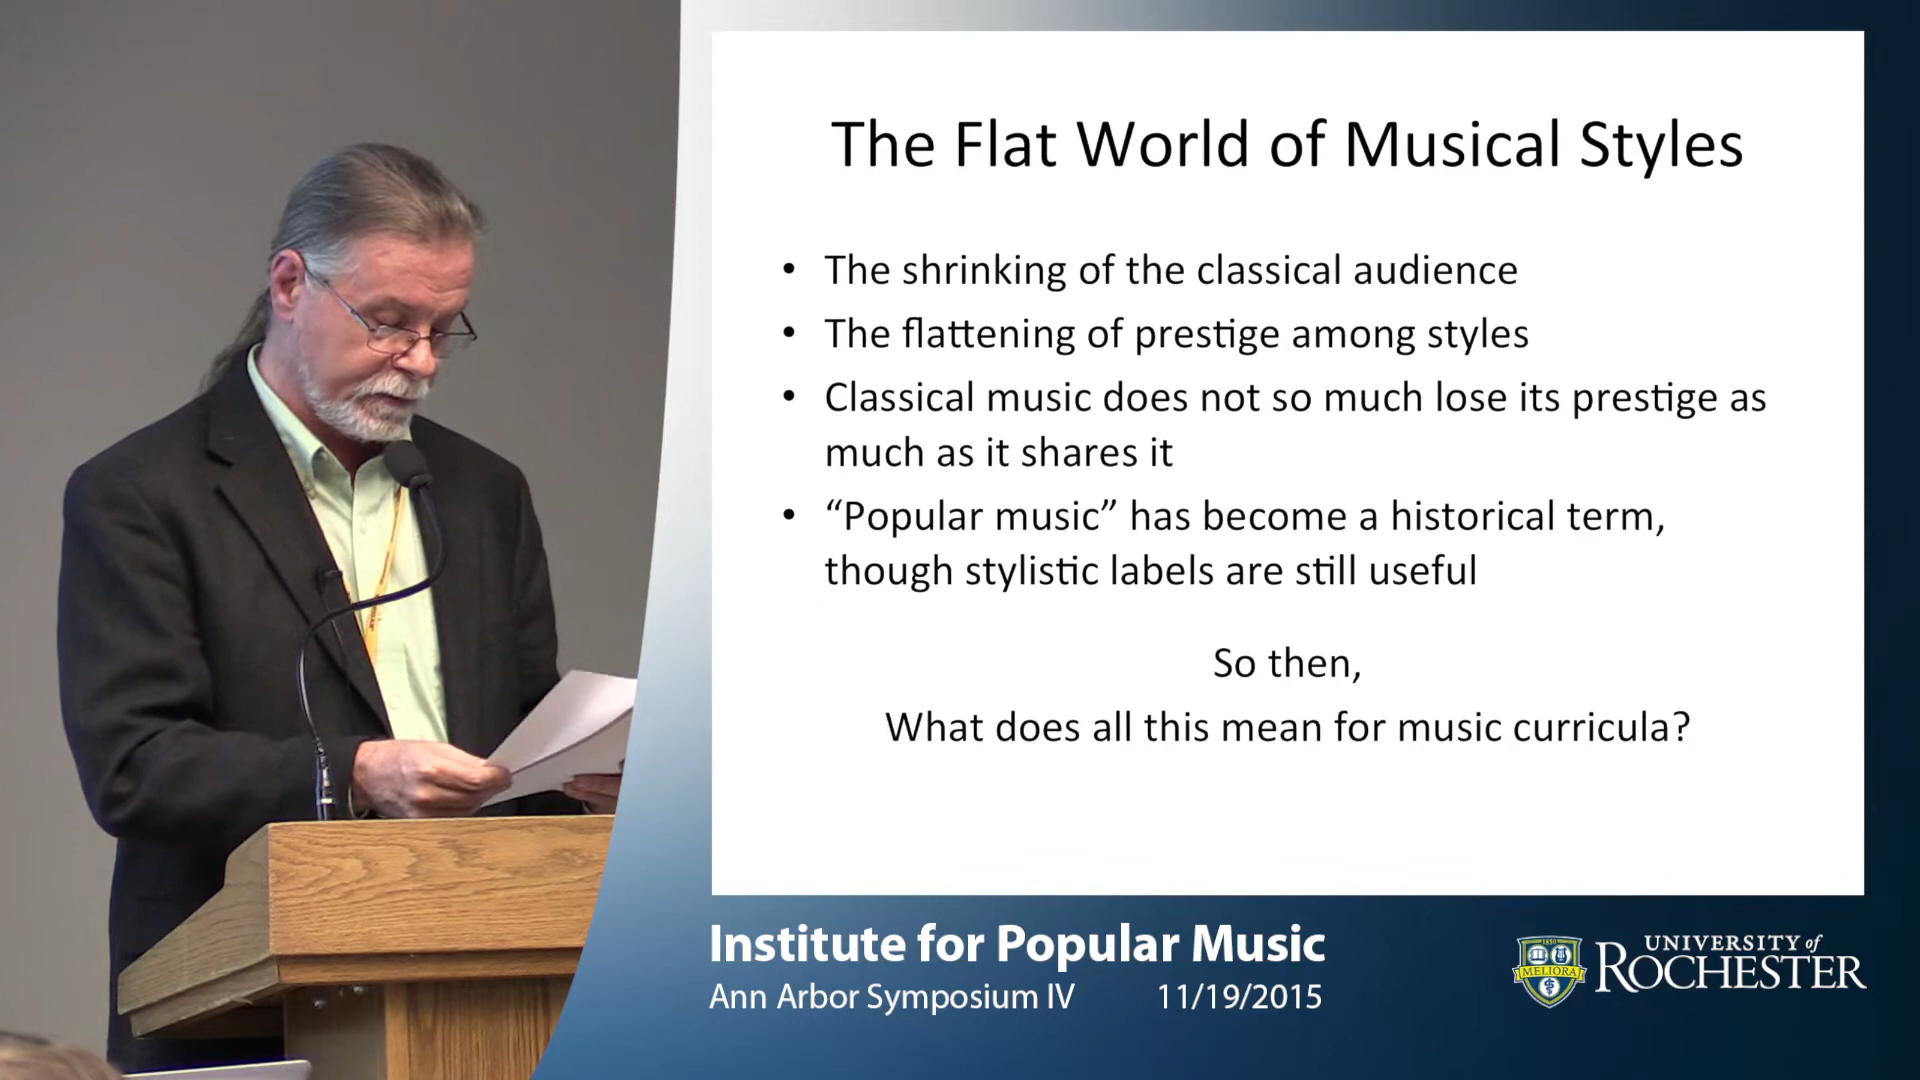 The Flat World of Musical Styles
• The shrinking of the classical audience
• The flattening of prestige among styles
• Classical music does not so much lose its prestige as
much as it shares it
• “Popular music” has become a historical term,
though stylistic labels are still useful
So then,
What does all this mean for music curricula?
Institute for Popular Music
Ann Arbor Symposium IV 11/19/2015
1850
MELIORA
UNIVERSITY of
ROCHESTER